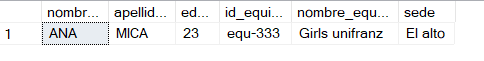 nombr... apellid... ed... id_equi... nombre_equ... sede
1 ANA MICA 23 equ-333 Girls unifranz El alto